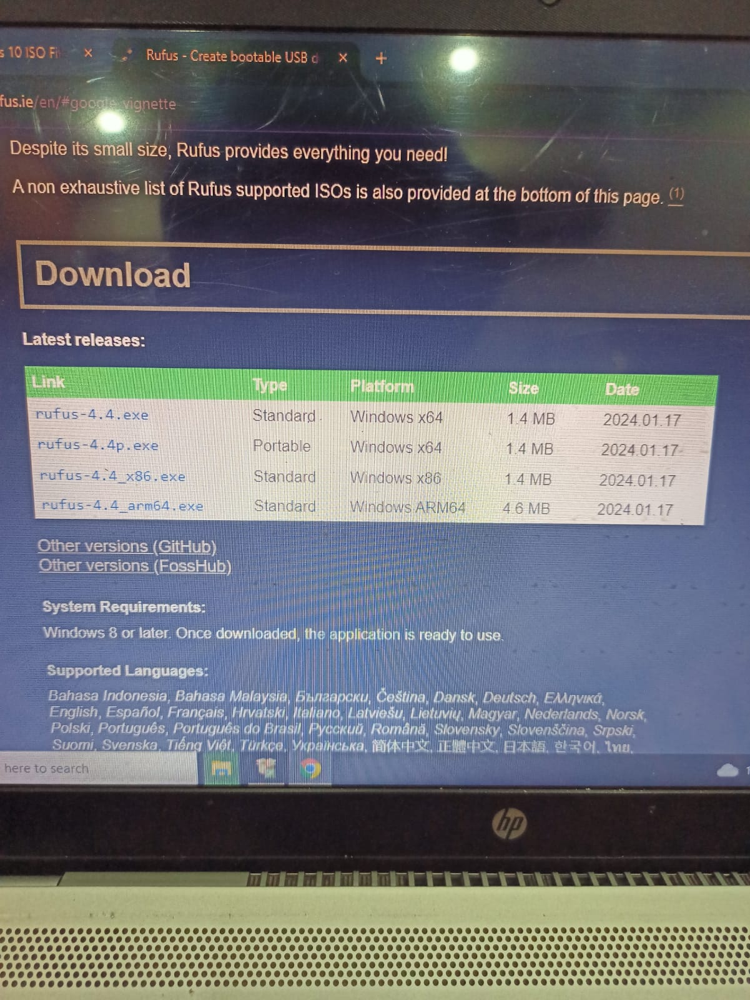 s 10 ISO Fi
Rufus - Create bootable USB d
fus.ie/en/#google_vignette
Despite its small size, Rufus provides everything you need!
A non exhaustive list of Rufus supported ISOs is also provided at the bottom of this page. (1)
Download
Latest releases:
Link Type Platform Size Date
rufus-4.4.exe Standard Windows x64 1.4 MB 2024.01.17
rufus-4.4p.exe Portable Windows x64 1.4 MB 2024.01.17
rufus-4.4_x86.exe Standard Windows x86 1.4 MB 2024.01.17
rufus-4.4_arm64.exe Standard Windows ARM64 4.6 MB 2024.01.17
Other versions (GitHub)
Other versions (FossHub)
System Requirements:
Windows 8 or later. Once downloaded, the application is ready to use.
Supported Languages:
Bahasa Indonesia, Bahasa Malaysia, Български, Čeština, Dansk, Deutsch, Ελληνικά,
English, Español, Français, Hrvatski, Italiano, Latviešu, Lietuvių, Magyar, Nederlands, Norsk,
Polski, Português, Português do Brasil, Русский, Română, Slovensky, Slovenščina, Srpski,
Suomi, Svenska, Tiếng Việt, Türkçe, Українська, 简体中文, 正體中文, 日本語, 한국어, ไทย,
here to search
hp